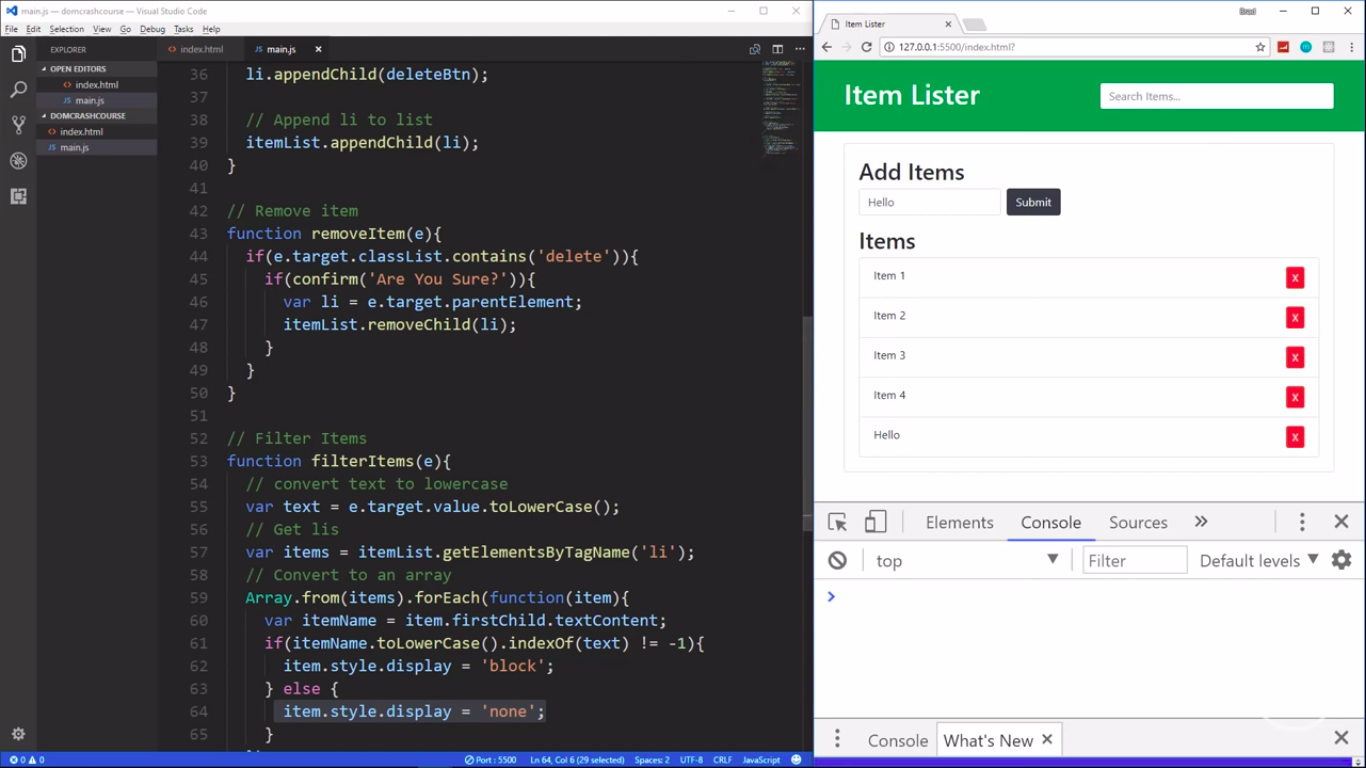 main.js - domcrashcourse - Visual Studio Code
File Edit Selection View Go Debug Tasks Help
EXPLORER
OPEN EDITORS
index.html
main.js
DOMCRASHCOURSE
index.html
main.js
index.html
main.js
36 li.appendChild(deleteBtn);
37
38 // Append li to list
39 itemList.appendChild(li);
40 }
41
42 // Remove item
43 function removeItem(e){
44 if(e.target.classList.contains('delete')){
45 if(confirm('Are You Sure?')){
46 var li = e.target.parentElement;
47 itemList.removeChild(li);
48 }
49 }
50 }
51
52 // Filter Items
53 function filterItems(e){
54 // convert text to lowercase
55 var text = e.target.value.toLowerCase();
56 // Get lis
57 var items = itemList.getElementsByTagName('li');
58 // Convert to an array
59 Array.from(items).forEach(function(item){
60 var itemName = item.firstChild.textContent;
61 if(itemName.toLowerCase().indexOf(text) != -1){
62 item.style.display = 'block';
63 } else {
64 item.style.display = 'none';
65 }
0 0 Port : 5500 Ln 64, Col 6 (29 selected) Spaces: 2 UTF-8 CRLF JavaScript
Item Lister
Brad
127.0.0.1:5500/index.html?
Item Lister
Search Items...
Add Items
Hello Submit
Items
Item 1 X
Item 2 X
Item 3 X
Item 4 X
Hello X
Elements Console Sources »
top Filter Default levels
Console What's New